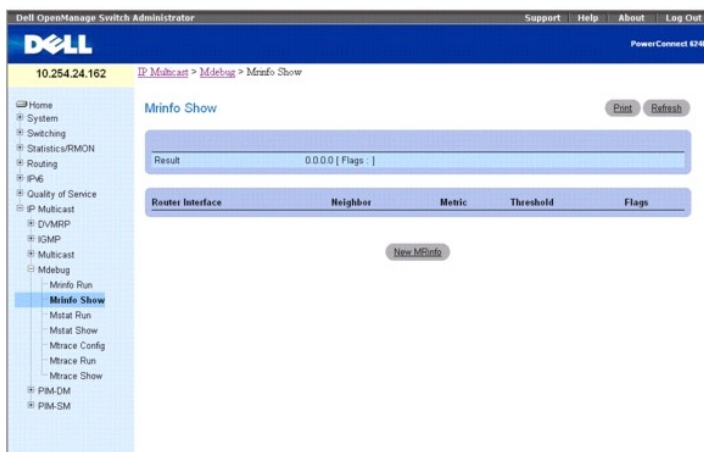 Dell OpenManage Switch Administrator
Support Help About Log Out
DELL
PowerConnect 6248
10.254.24.162
IP Multicast > Mdebug > Mrinfo Show
Home
System
Switching
Statistics/RMON
Routing
IPv6
Quality of Service
IP Multicast
DVMRP
IGMP
Multicast
Mdebug
Mrinfo Run
Mrinfo Show
Mstat Run
Mstat Show
Mtrace Config
Mtrace Run
Mtrace Show
PIM-DM
PIM-SM
Mrinfo Show
Print Refresh
Result 0.0.0.0 [ Flags : ]
Router Interface Neighbor Metric Threshold Flags
New MRinfo